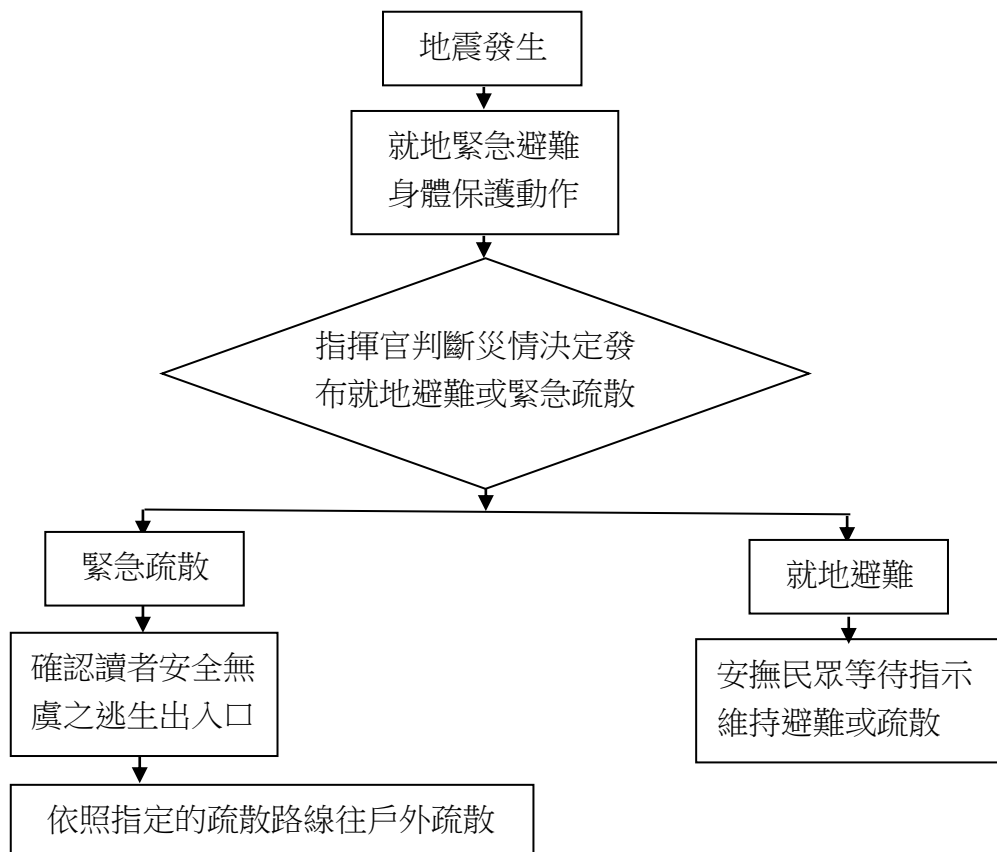 地震發生
就地緊急避難
身體保護動作
指揮官判斷災情決定發
布就地避難或緊急疏散
緊急疏散
就地避難
確認讀者安全無
虞之逃生出入口
安撫民眾等待指示
維持避難或疏散
依照指定的疏散路線往戶外疏散